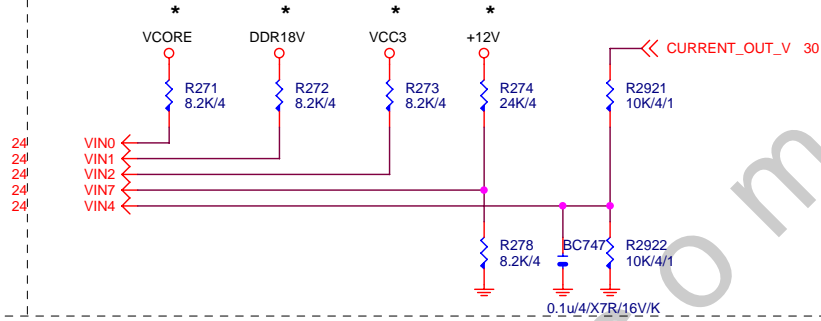 * * * *
VCORE DDR18V VCC3 +12V
CURRENT_OUT_V 30
R271 R272 R273 R274 R2921
8.2K/4 8.2K/4 8.2K/4 24K/4 10K/4/1
24 VIN0
24 VIN1
24 VIN2
24 VIN7
24 VIN4
R278 BC747 R2922
8.2K/4 10K/4/1
0.1u/4/X7R/16V/K
o m